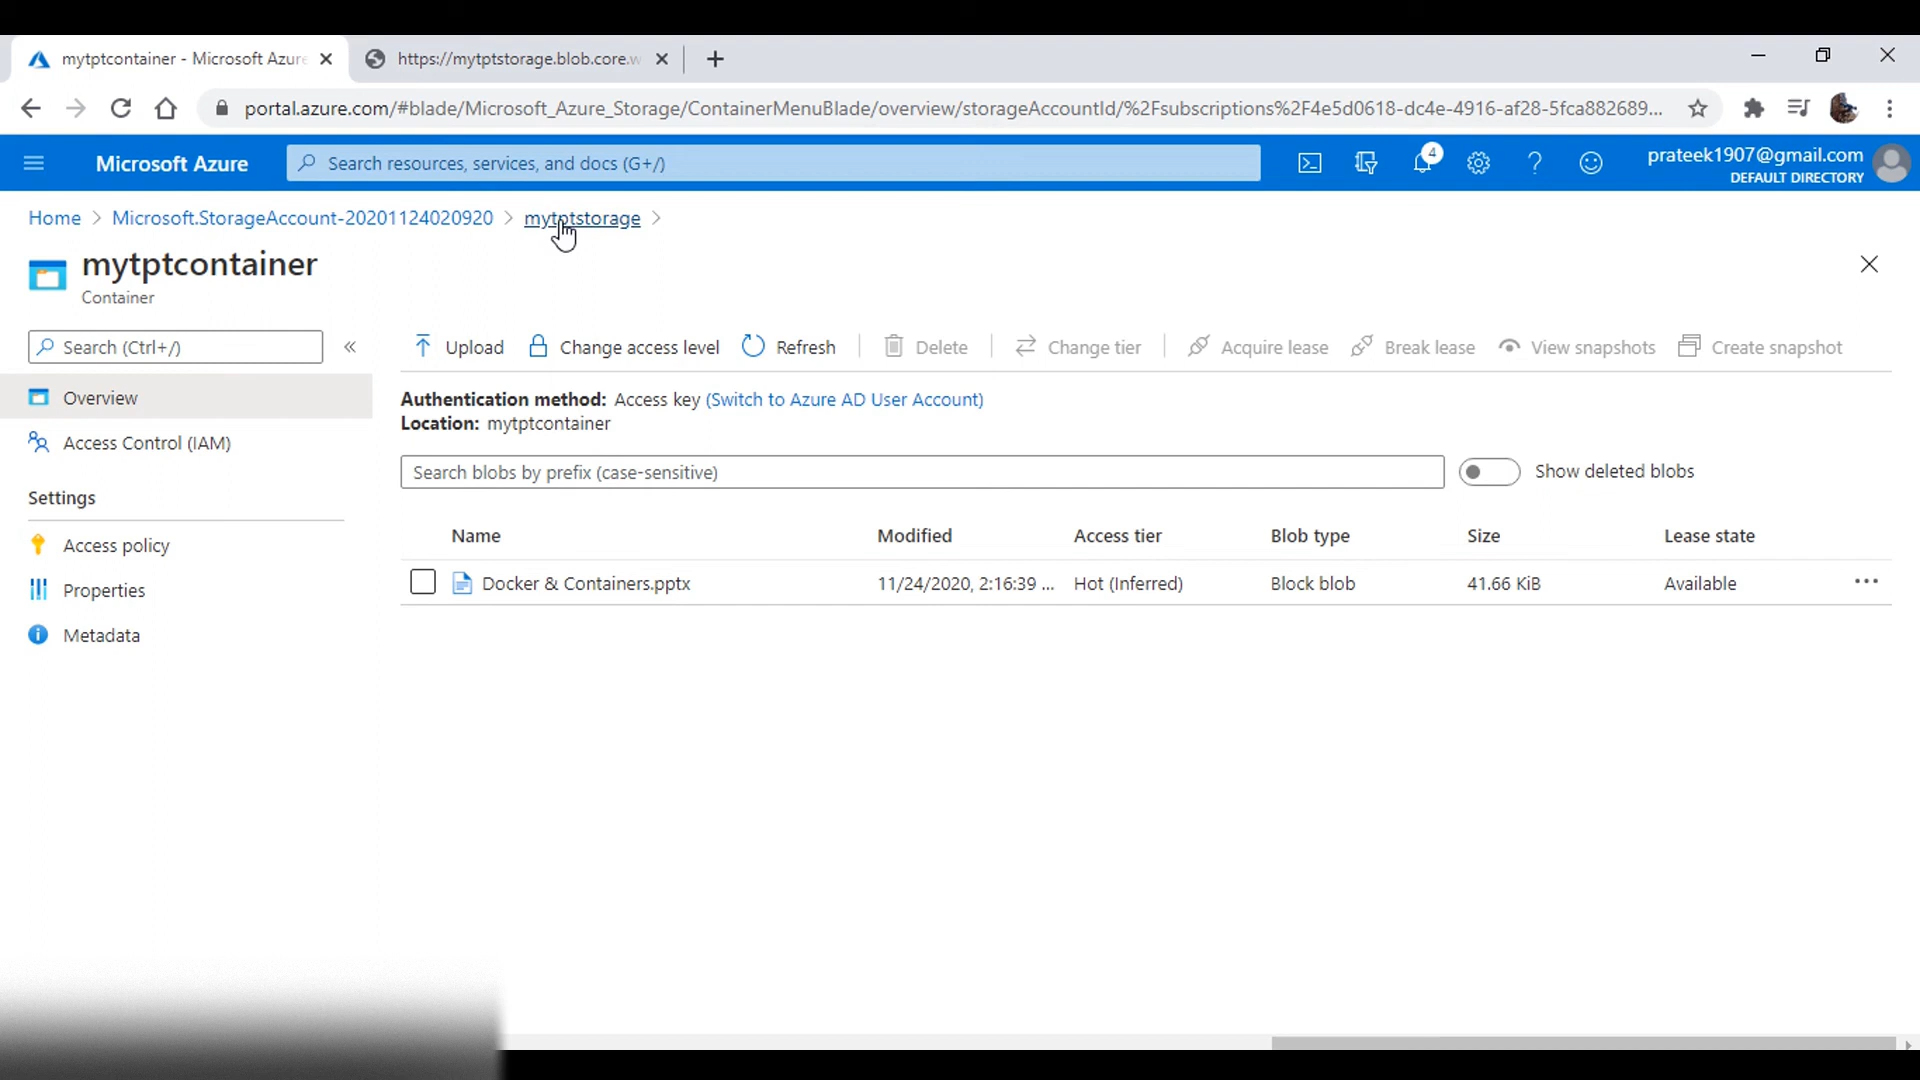 mytptcontainer - Microsoft Azure
https://mytptstorage.blob.core.w
portal.azure.com/#blade/Microsoft_Azure_Storage/ContainerMenuBlade/overview/storageAccountId/%2Fsubscriptions%2F4e5d0618-dc4e-4916-af28-5fca882689...
Microsoft Azure
Search resources, services, and docs (G+/)
4
prateek1907@gmail.com
DEFAULT DIRECTORY
Home > Microsoft.StorageAccount-20201124020920 > mytptstorage >
mytptcontainer
Container
Search (Ctrl+/)
«
Upload
Change access level
Refresh
Delete
Change tier
Acquire lease
Break lease
View snapshots
Create snapshot
Overview
Access Control (IAM)
Settings
Access policy
Properties
Metadata
Authentication method: Access key (Switch to Azure AD User Account)
Location: mytptcontainer
Search blobs by prefix (case-sensitive)
Show deleted blobs
Name Modified Access tier Blob type Size Lease state
Docker & Containers.pptx 11/24/2020, 2:16:39 ... Hot (Inferred) Block blob 41.66 KiB Available ...